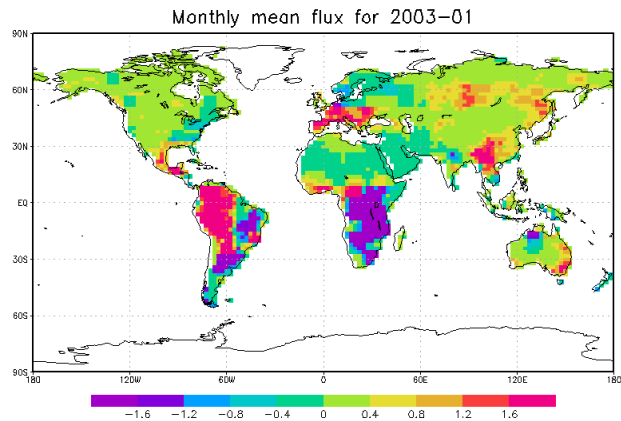 Monthly mean flux for 2003-01
90N
60N
30N
EQ
30S
60S
90S
180 120W 60W 0 60E 120E 180
-1.6 -1.2 -0.8 -0.4 0 0.4 0.8 1.2 1.6